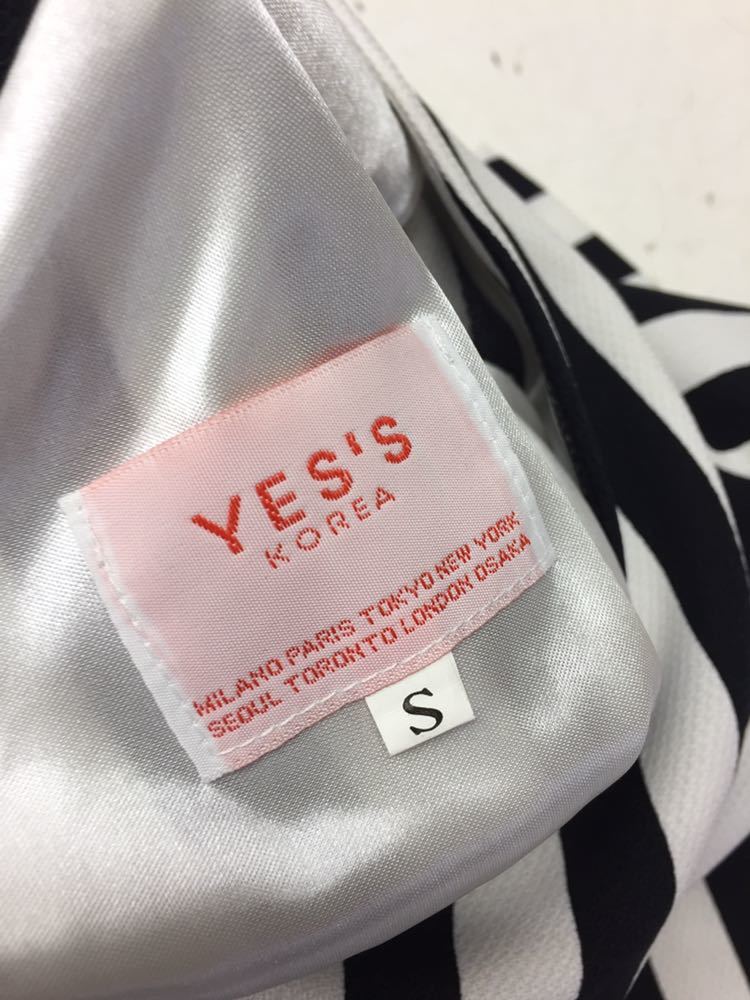 YES'S
KOREA
MILANO PARIS TOKYO NEW YORK
SEOUL TORONTO LONDON OSAKA
S